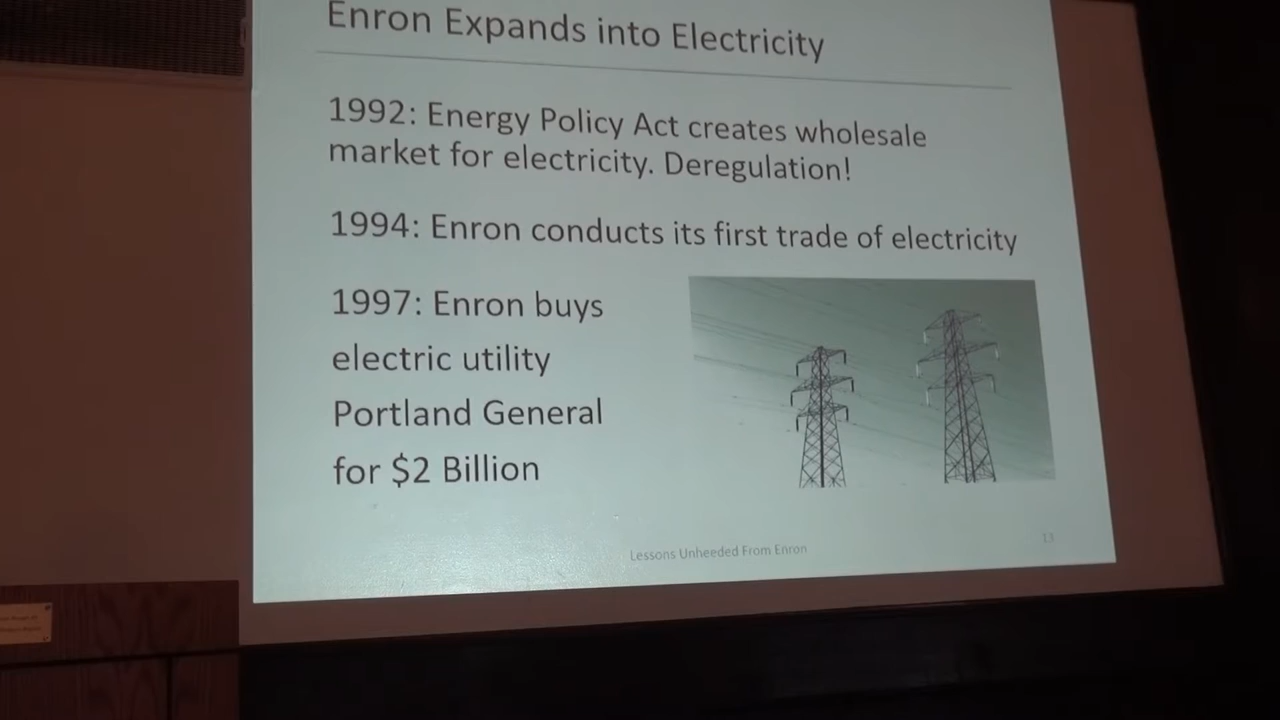 Enron Expands into Electricity
1992: Energy Policy Act creates wholesale
market for electricity. Deregulation!
1994: Enron conducts its first trade of electricity
1997: Enron buys
electric utility
Portland General
for $2 Billion
Lessons Unheeded From Enron
13